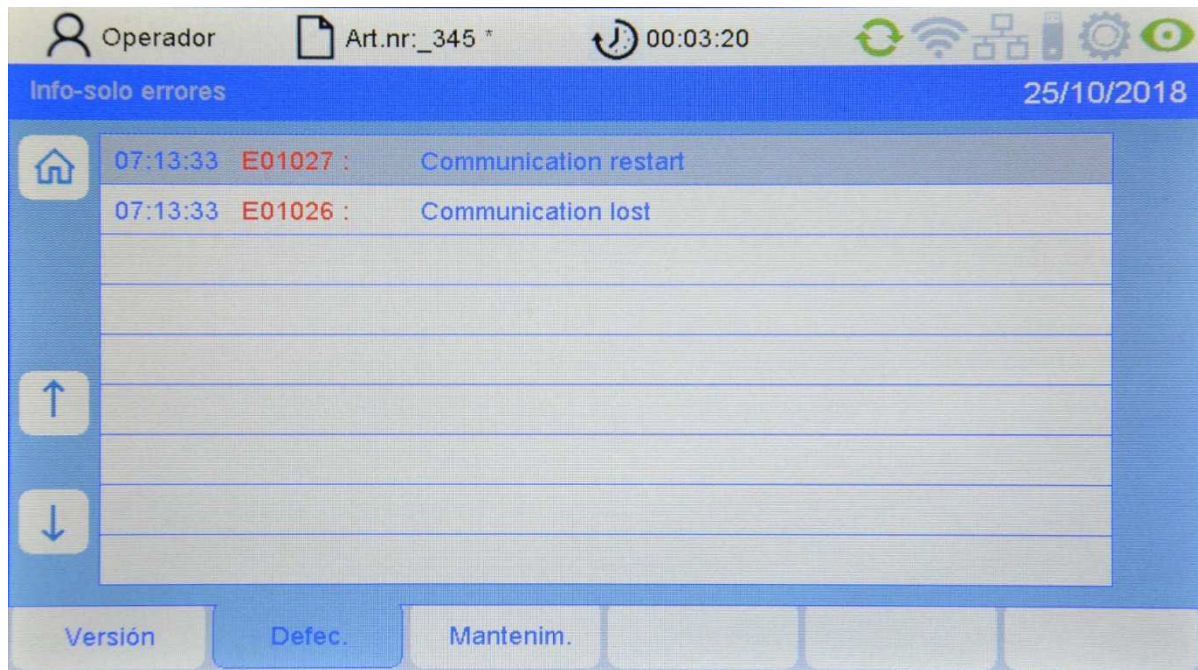 Operador Art.nr:_345 * 00:03:20
Info-solo errores 25/10/2018
07:13:33 E01027 : Communication restart
07:13:33 E01026 : Communication lost
Versión Defec. Mantenim.